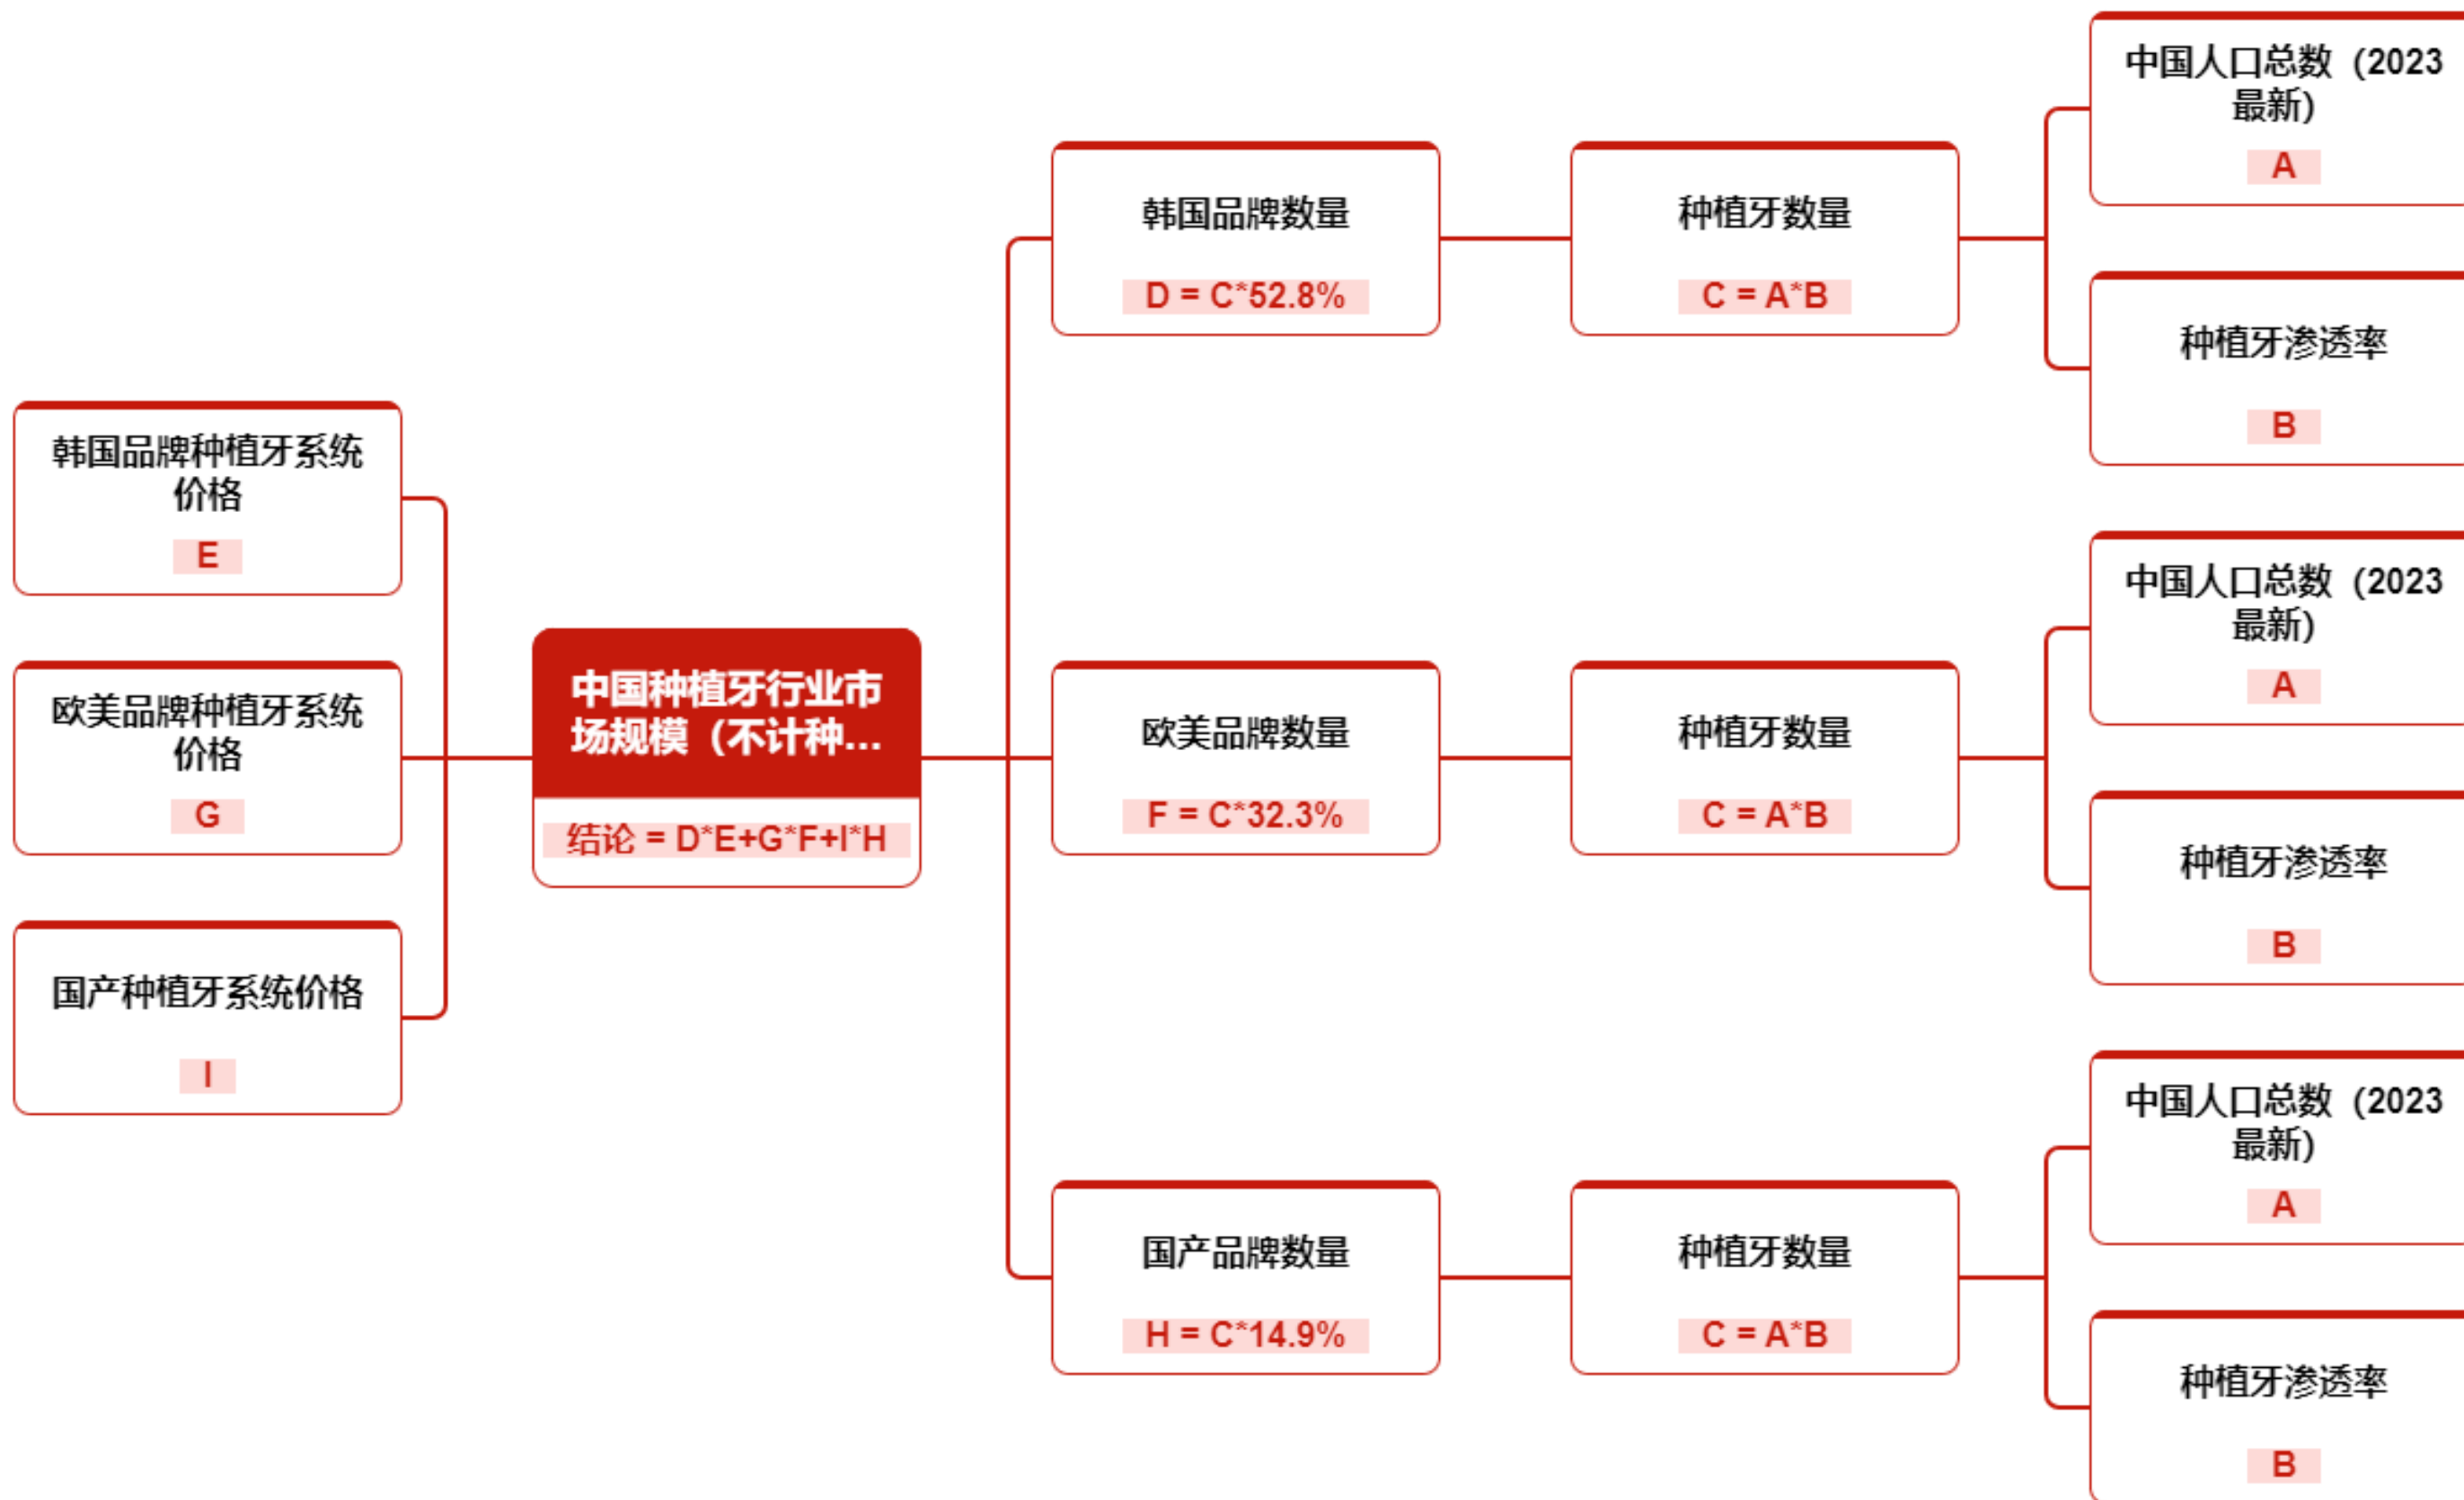 韩国品牌种植牙系统
价格
E
欧美品牌种植牙系统
价格
G
国产种植牙系统价格
I
中国种植牙行业市
场规模（不计种...
结论 = D*E+G*F+I*H
韩国品牌数量
D = C*52.8%
种植牙数量
C = A*B
中国人口总数（2023
最新）
A
种植牙渗透率
B
欧美品牌数量
F = C*32.3%
种植牙数量
C = A*B
中国人口总数（2023
最新）
A
种植牙渗透率
B
国产品牌数量
H = C*14.9%
种植牙数量
C = A*B
中国人口总数（2023
最新）
A
种植牙渗透率
B